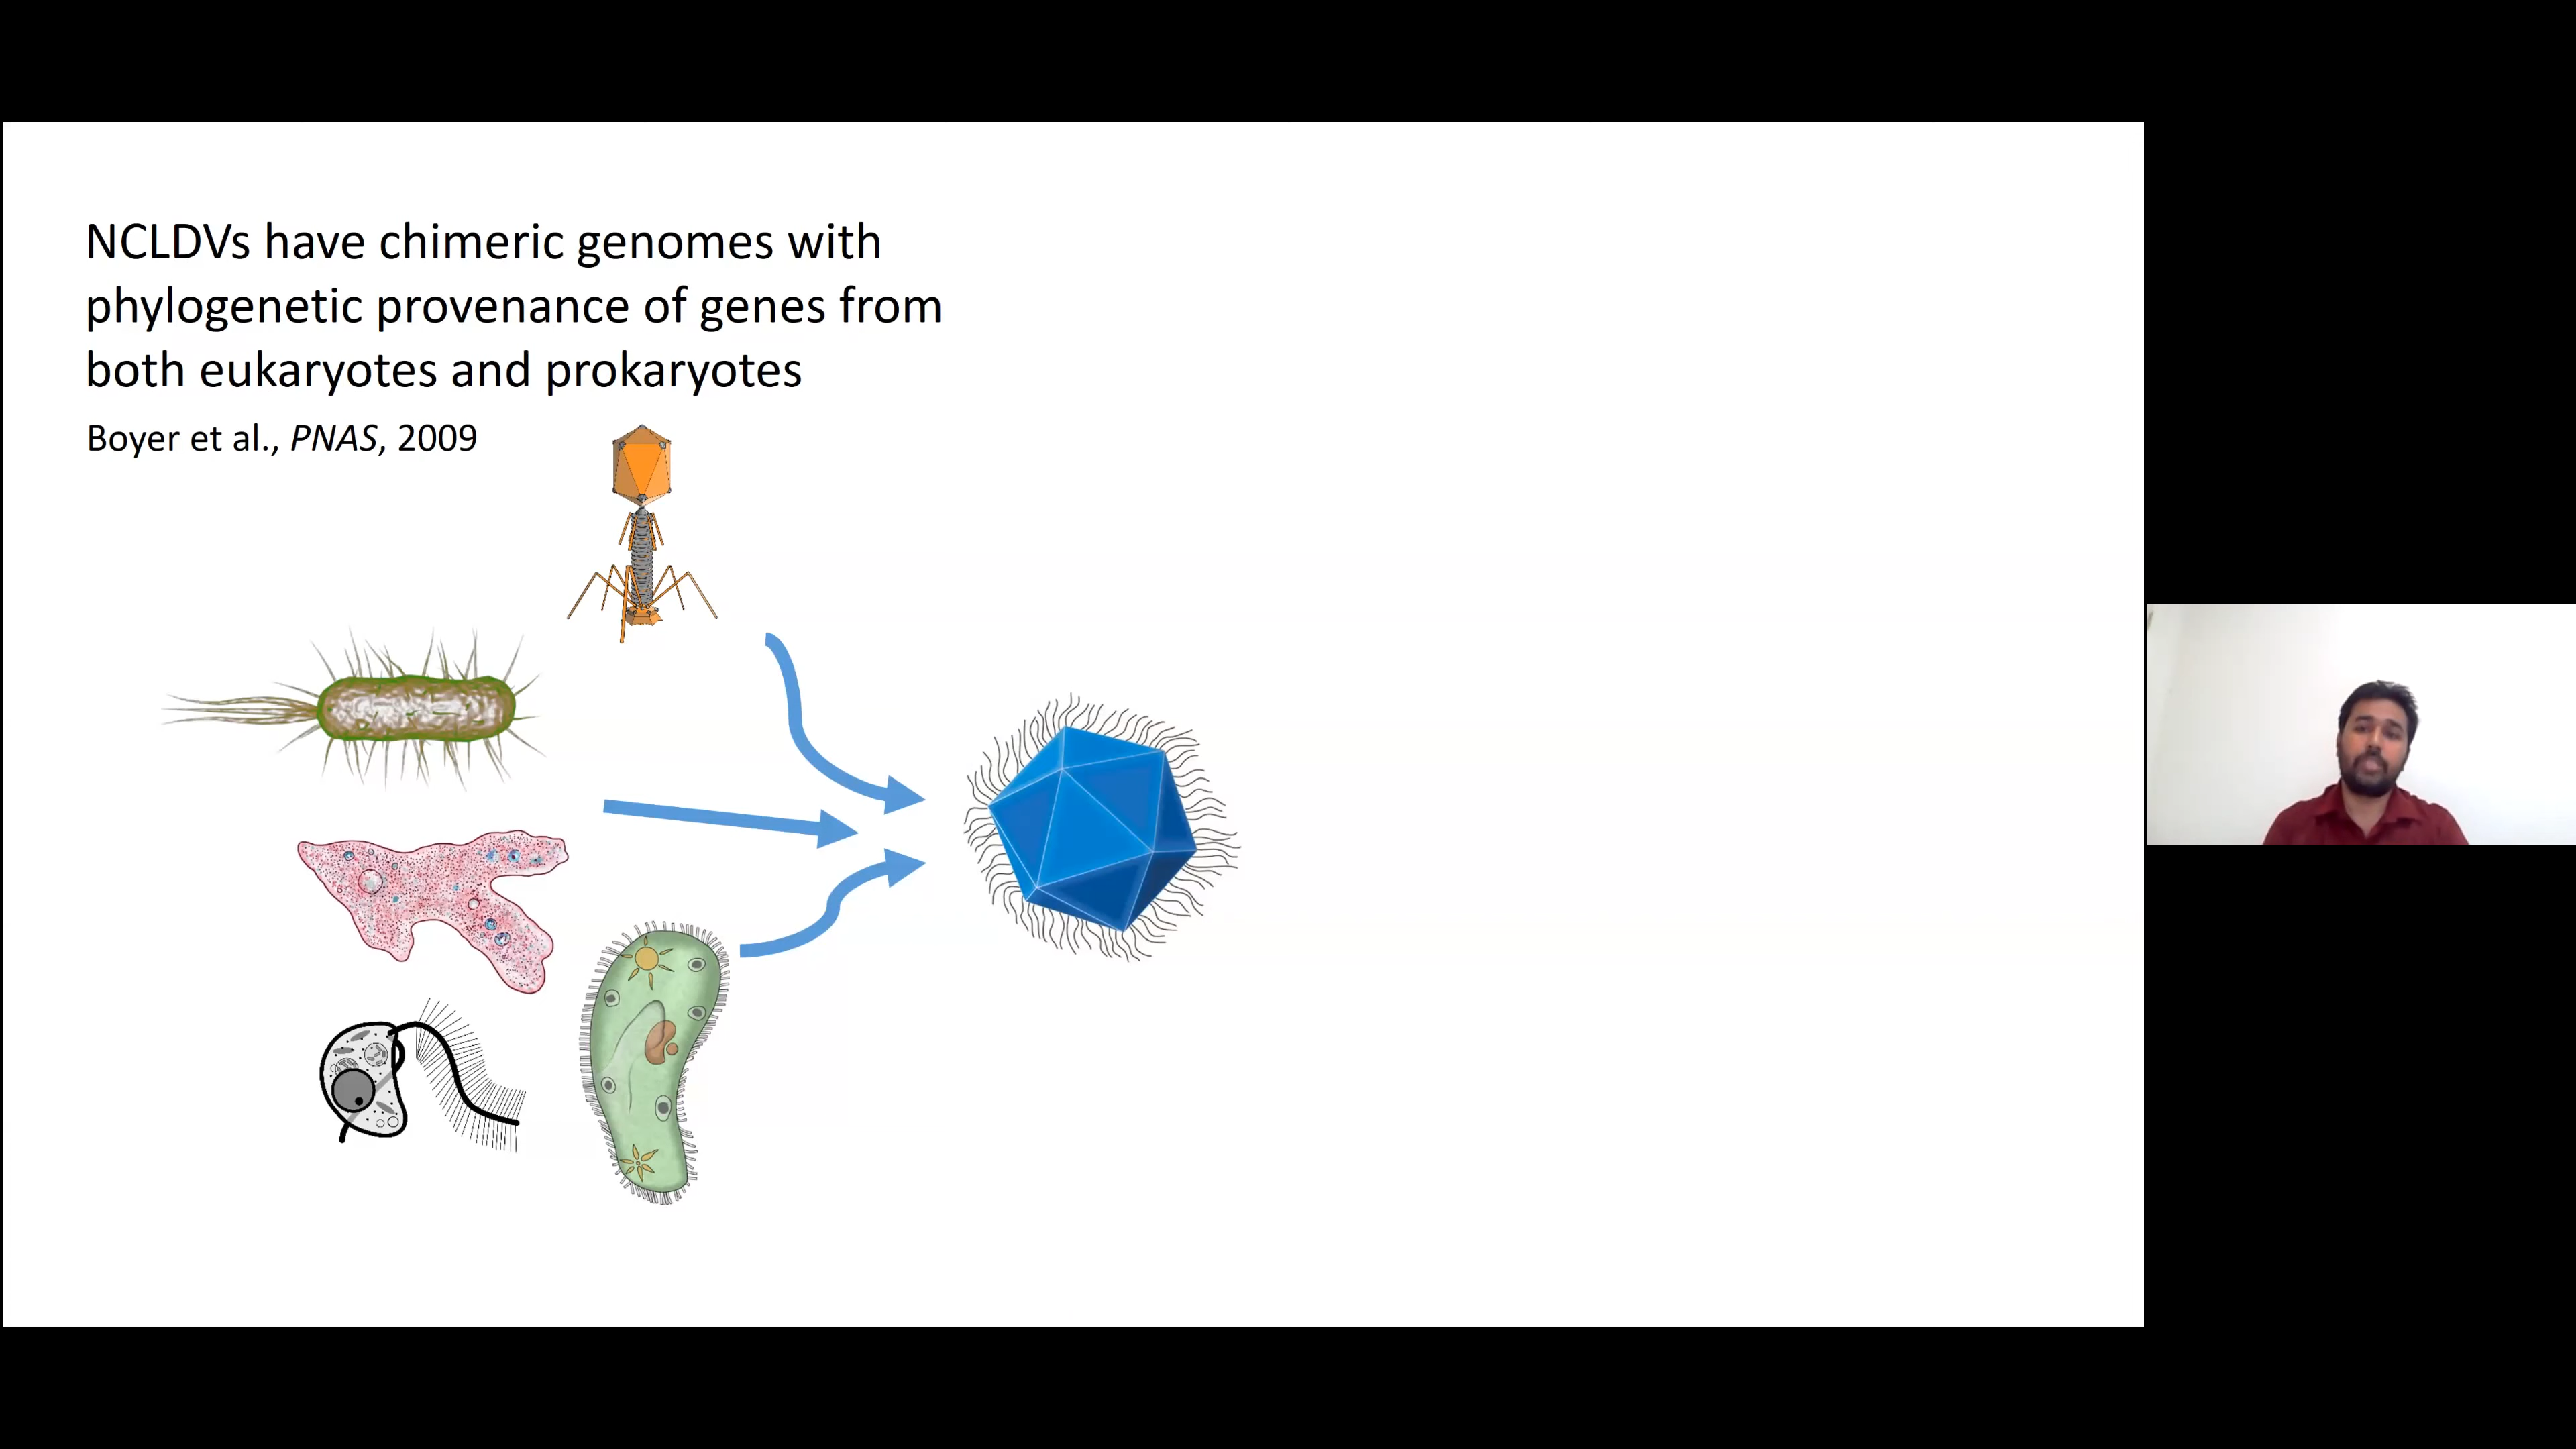 NCLDVs have chimeric genomes with
phylogenetic provenance of genes from
both eukaryotes and prokaryotes
Boyer et al., PNAS, 2009